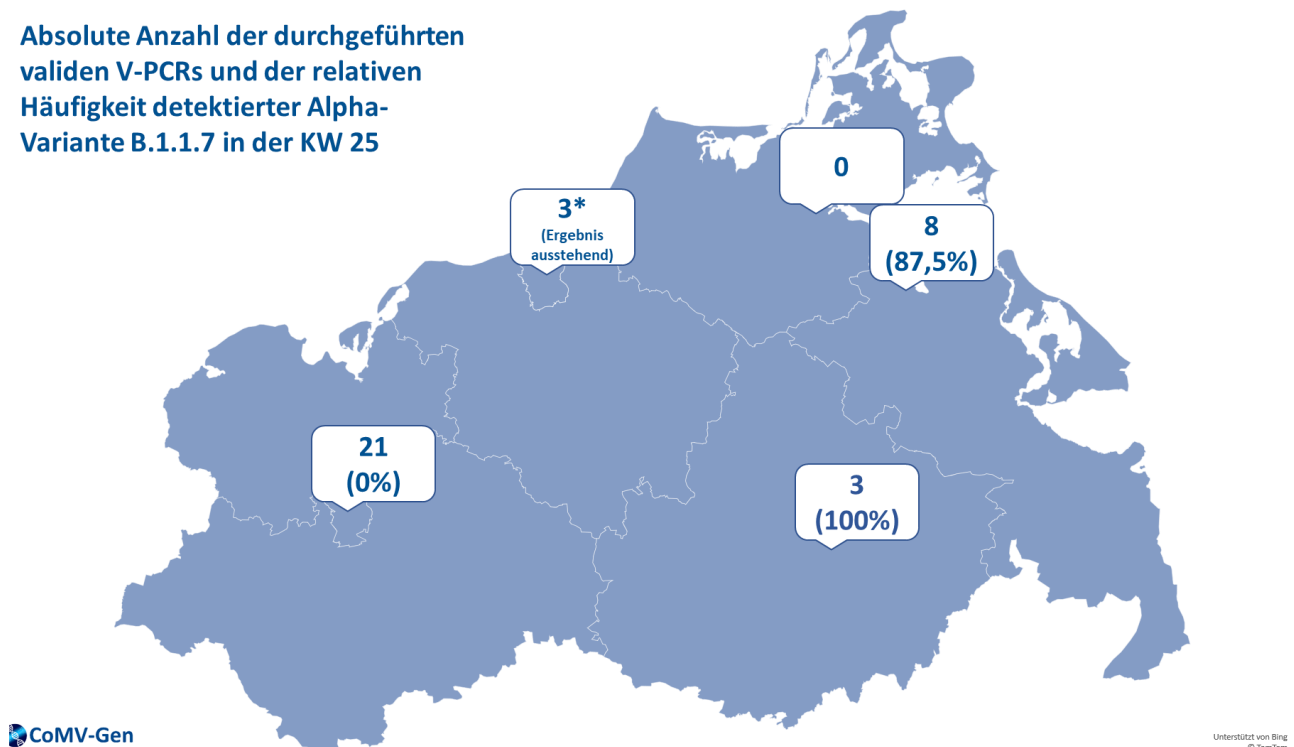 Absolute Anzahl der durchgeführten
validen V-PCRs und der relativen
Häufigkeit detektierter Alpha-
Variante B.1.1.7 in der KW 25
0
3*
(Ergebnis
ausstehend)
8
(87,5%)
21
(0%)
3
(100%)
CoMV-Gen
Unterstützt von Bing
© TomTom